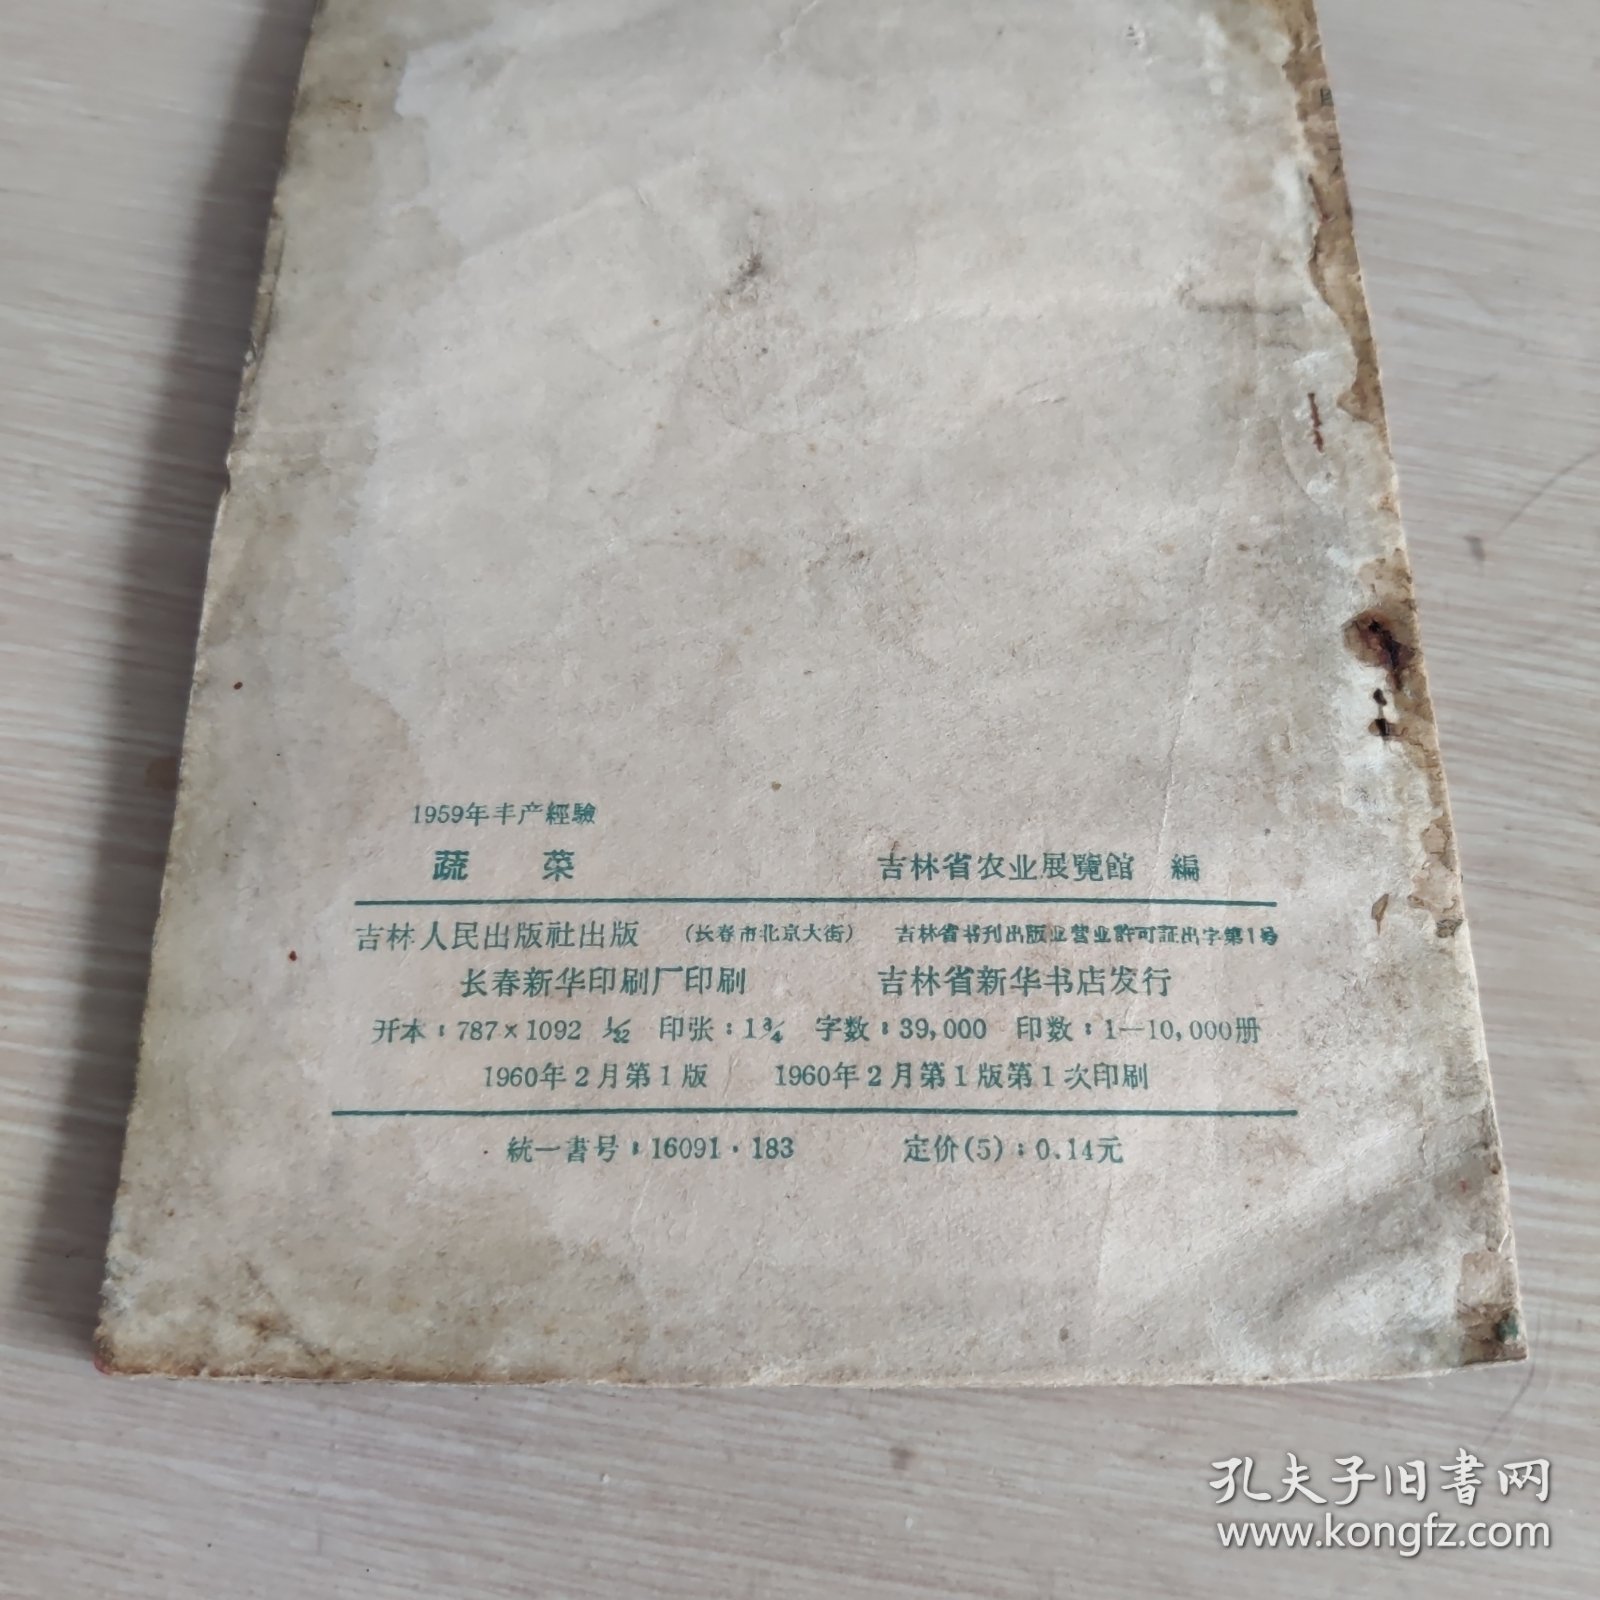 1959年丰产經驗
蔬 菜 吉林省农业展覽館 編
吉林人民出版社出版 (长春市北京大街) 吉林省书刊出版业营业許可証出字第1号
长春新华印刷厂印刷 吉林省新华书店发行
开本：787×1092 1/32 印张：1 3/4 字数：39,000 印数：1—10,000册
1960年2月第1版 1960年2月第1版第1次印刷
統一書号：16091·183 定价(5)：0.14元
孔夫子旧書网
www.kongfz.com